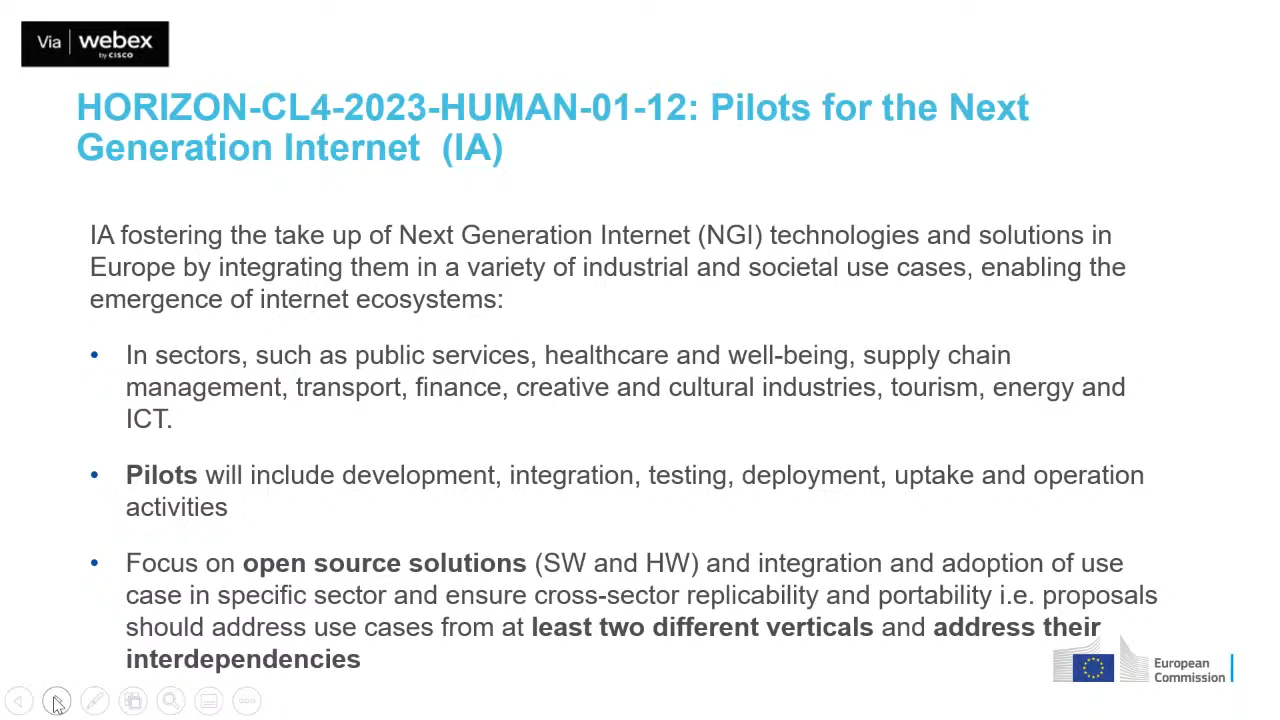 Via | webex
by CISCO
HORIZON-CL4-2023-HUMAN-01-12: Pilots for the Next
Generation Internet (IA)
IA fostering the take up of Next Generation Internet (NGI) technologies and solutions in
Europe by integrating them in a variety of industrial and societal use cases, enabling the
emergence of internet ecosystems:
• In sectors, such as public services, healthcare and well-being, supply chain
management, transport, finance, creative and cultural industries, tourism, energy and
ICT.
• Pilots will include development, integration, testing, deployment, uptake and operation
activities
• Focus on open source solutions (SW and HW) and integration and adoption of use
case in specific sector and ensure cross-sector replicability and portability i.e. proposals
should address use cases from at least two different verticals and address their
interdependencies
European
Commission